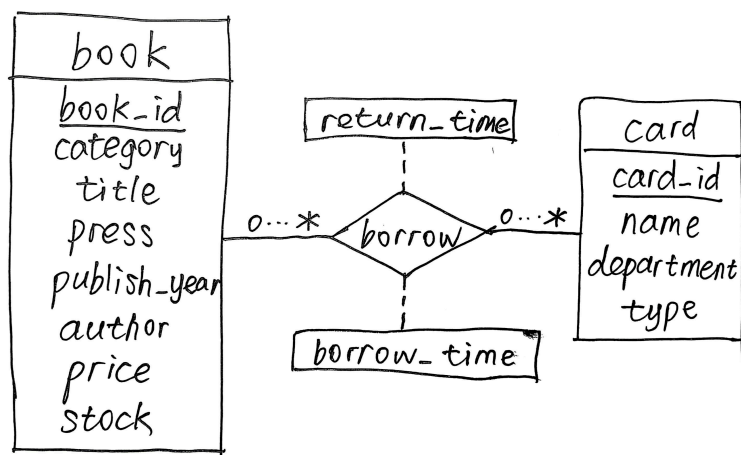 book
book_id
category
title
press
publish_year
author
price
stock
0...*
return_time
borrow
borrow_time
0...*
card
card_id
name
department
type